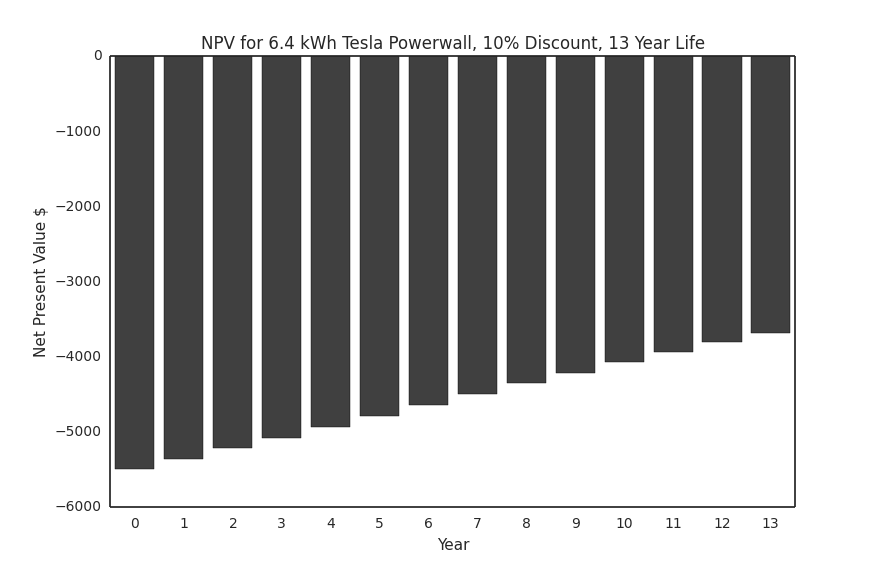 NPV for 6.4 kWh Tesla Powerwall, 10% Discount, 13 Year Life
0
−1000
−2000
−3000
−4000
−5000
−6000
Net Present Value $
0 1 2 3 4 5 6 7 8 9 10 11 12 13
Year